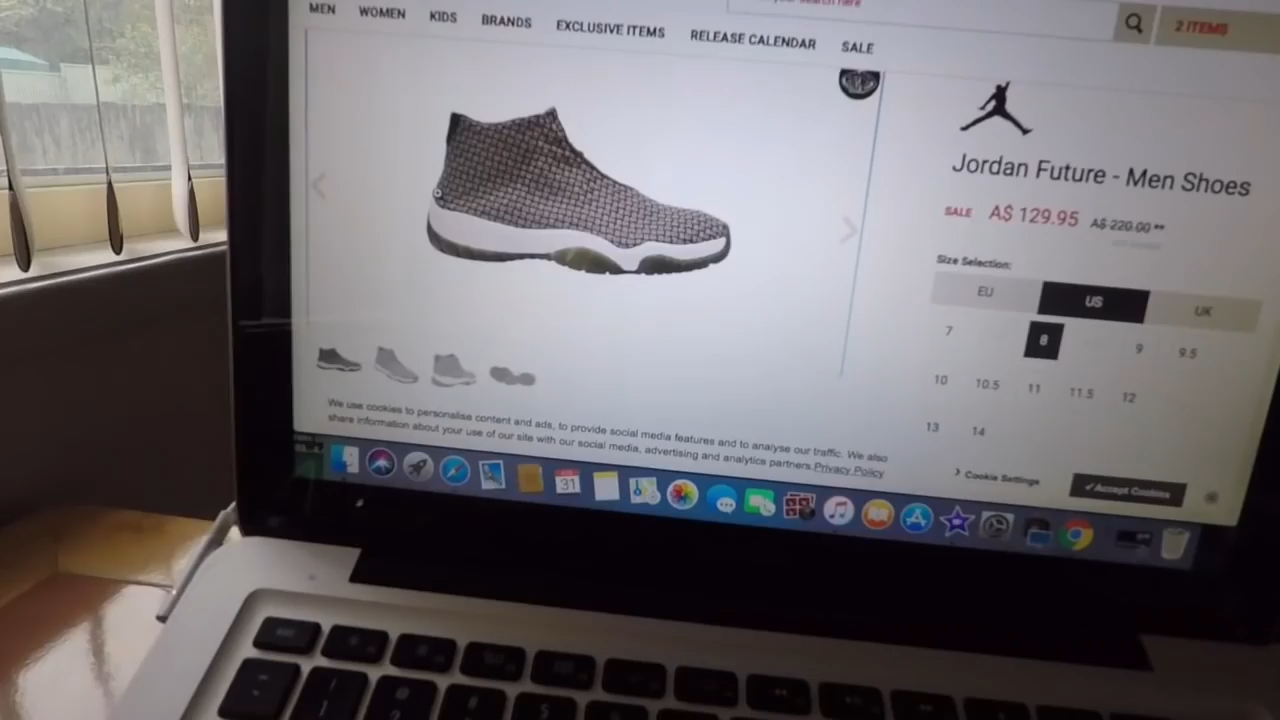 MEN WOMEN KIDS BRANDS EXCLUSIVE ITEMS RELEASE CALENDAR SALE
search here
2 ITEMS
Jordan Future - Men Shoes
SALE A$ 129.95 A$ 220.00 **
Size Selection:
EU US UK
7 8 9 9.5
10 10.5 11 11.5 12
13 14
We use cookies to personalise content and ads, to provide social media features and to analyse our traffic. We also
share information about your use of our site with our social media, advertising and analytics partners.Privacy Policy
Cookie Settings
✓Accept Cookies
31